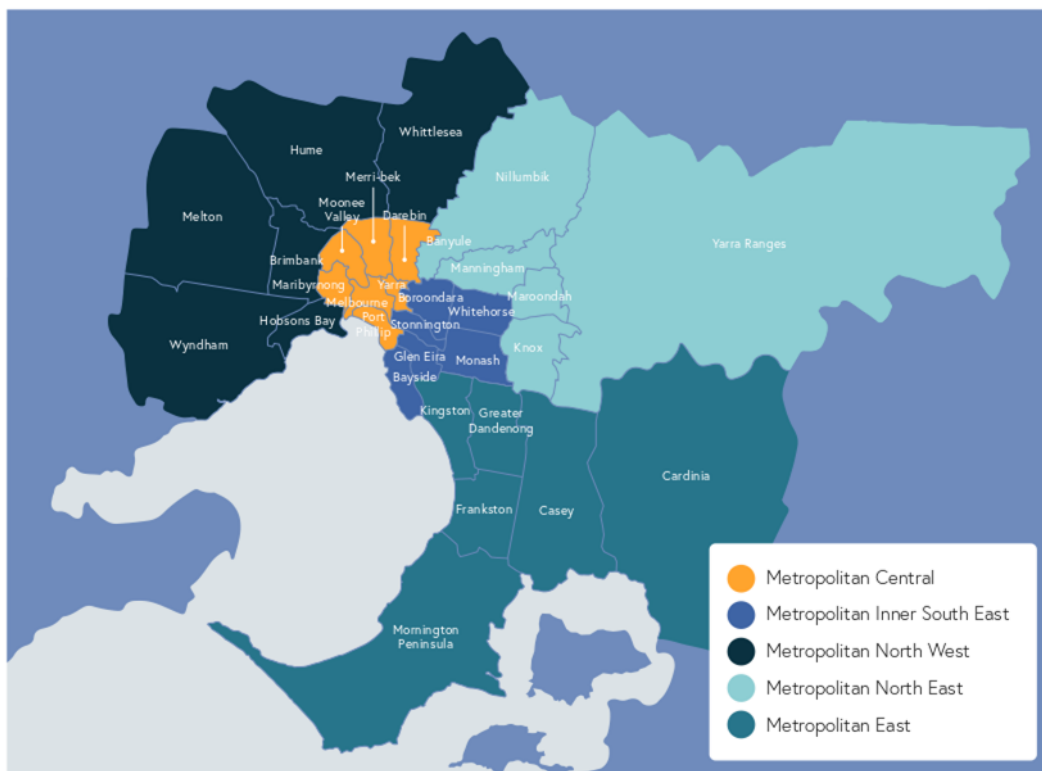 Whittlesea
Hume
Merri-bek
Nillumbik
Moonee
Valley
Darebin
Melton
Banyule
Yarra Ranges
Brimbank
Manningham
Maribyrnong
Yarra
Maroondah
Boroondara
Melbourne
Whitehorse
Hobsons Bay
Port
Phillip
Stonnington
Wyndham
Knox
Glen Eira
Monash
Bayside
Kingston
Greater
Dandenong
Cardinia
Frankston
Casey
Mornington
Peninsula
Metropolitan Central
Metropolitan Inner South East
Metropolitan North West
Metropolitan North East
Metropolitan East